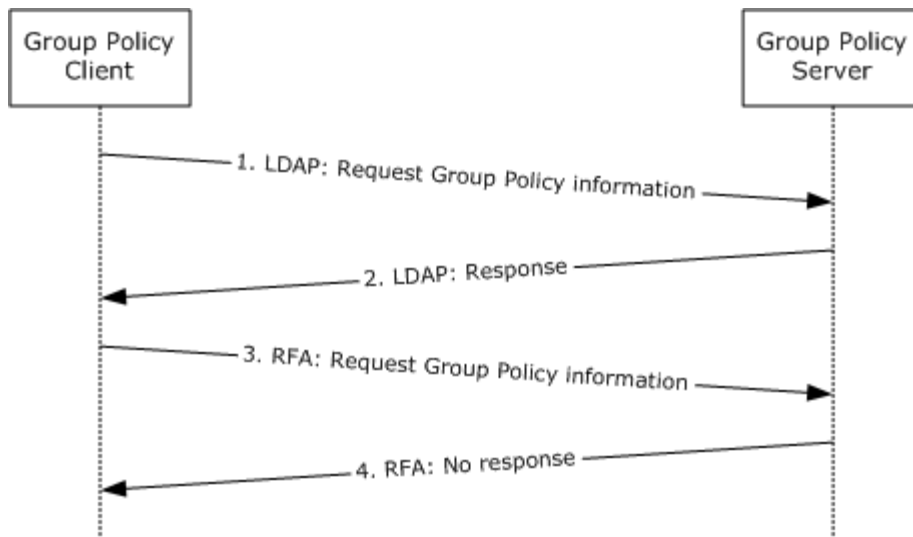 Group Policy
Client
Group Policy
Server
1. LDAP: Request Group Policy information
2. LDAP: Response
3. RFA: Request Group Policy information
4. RFA: No response